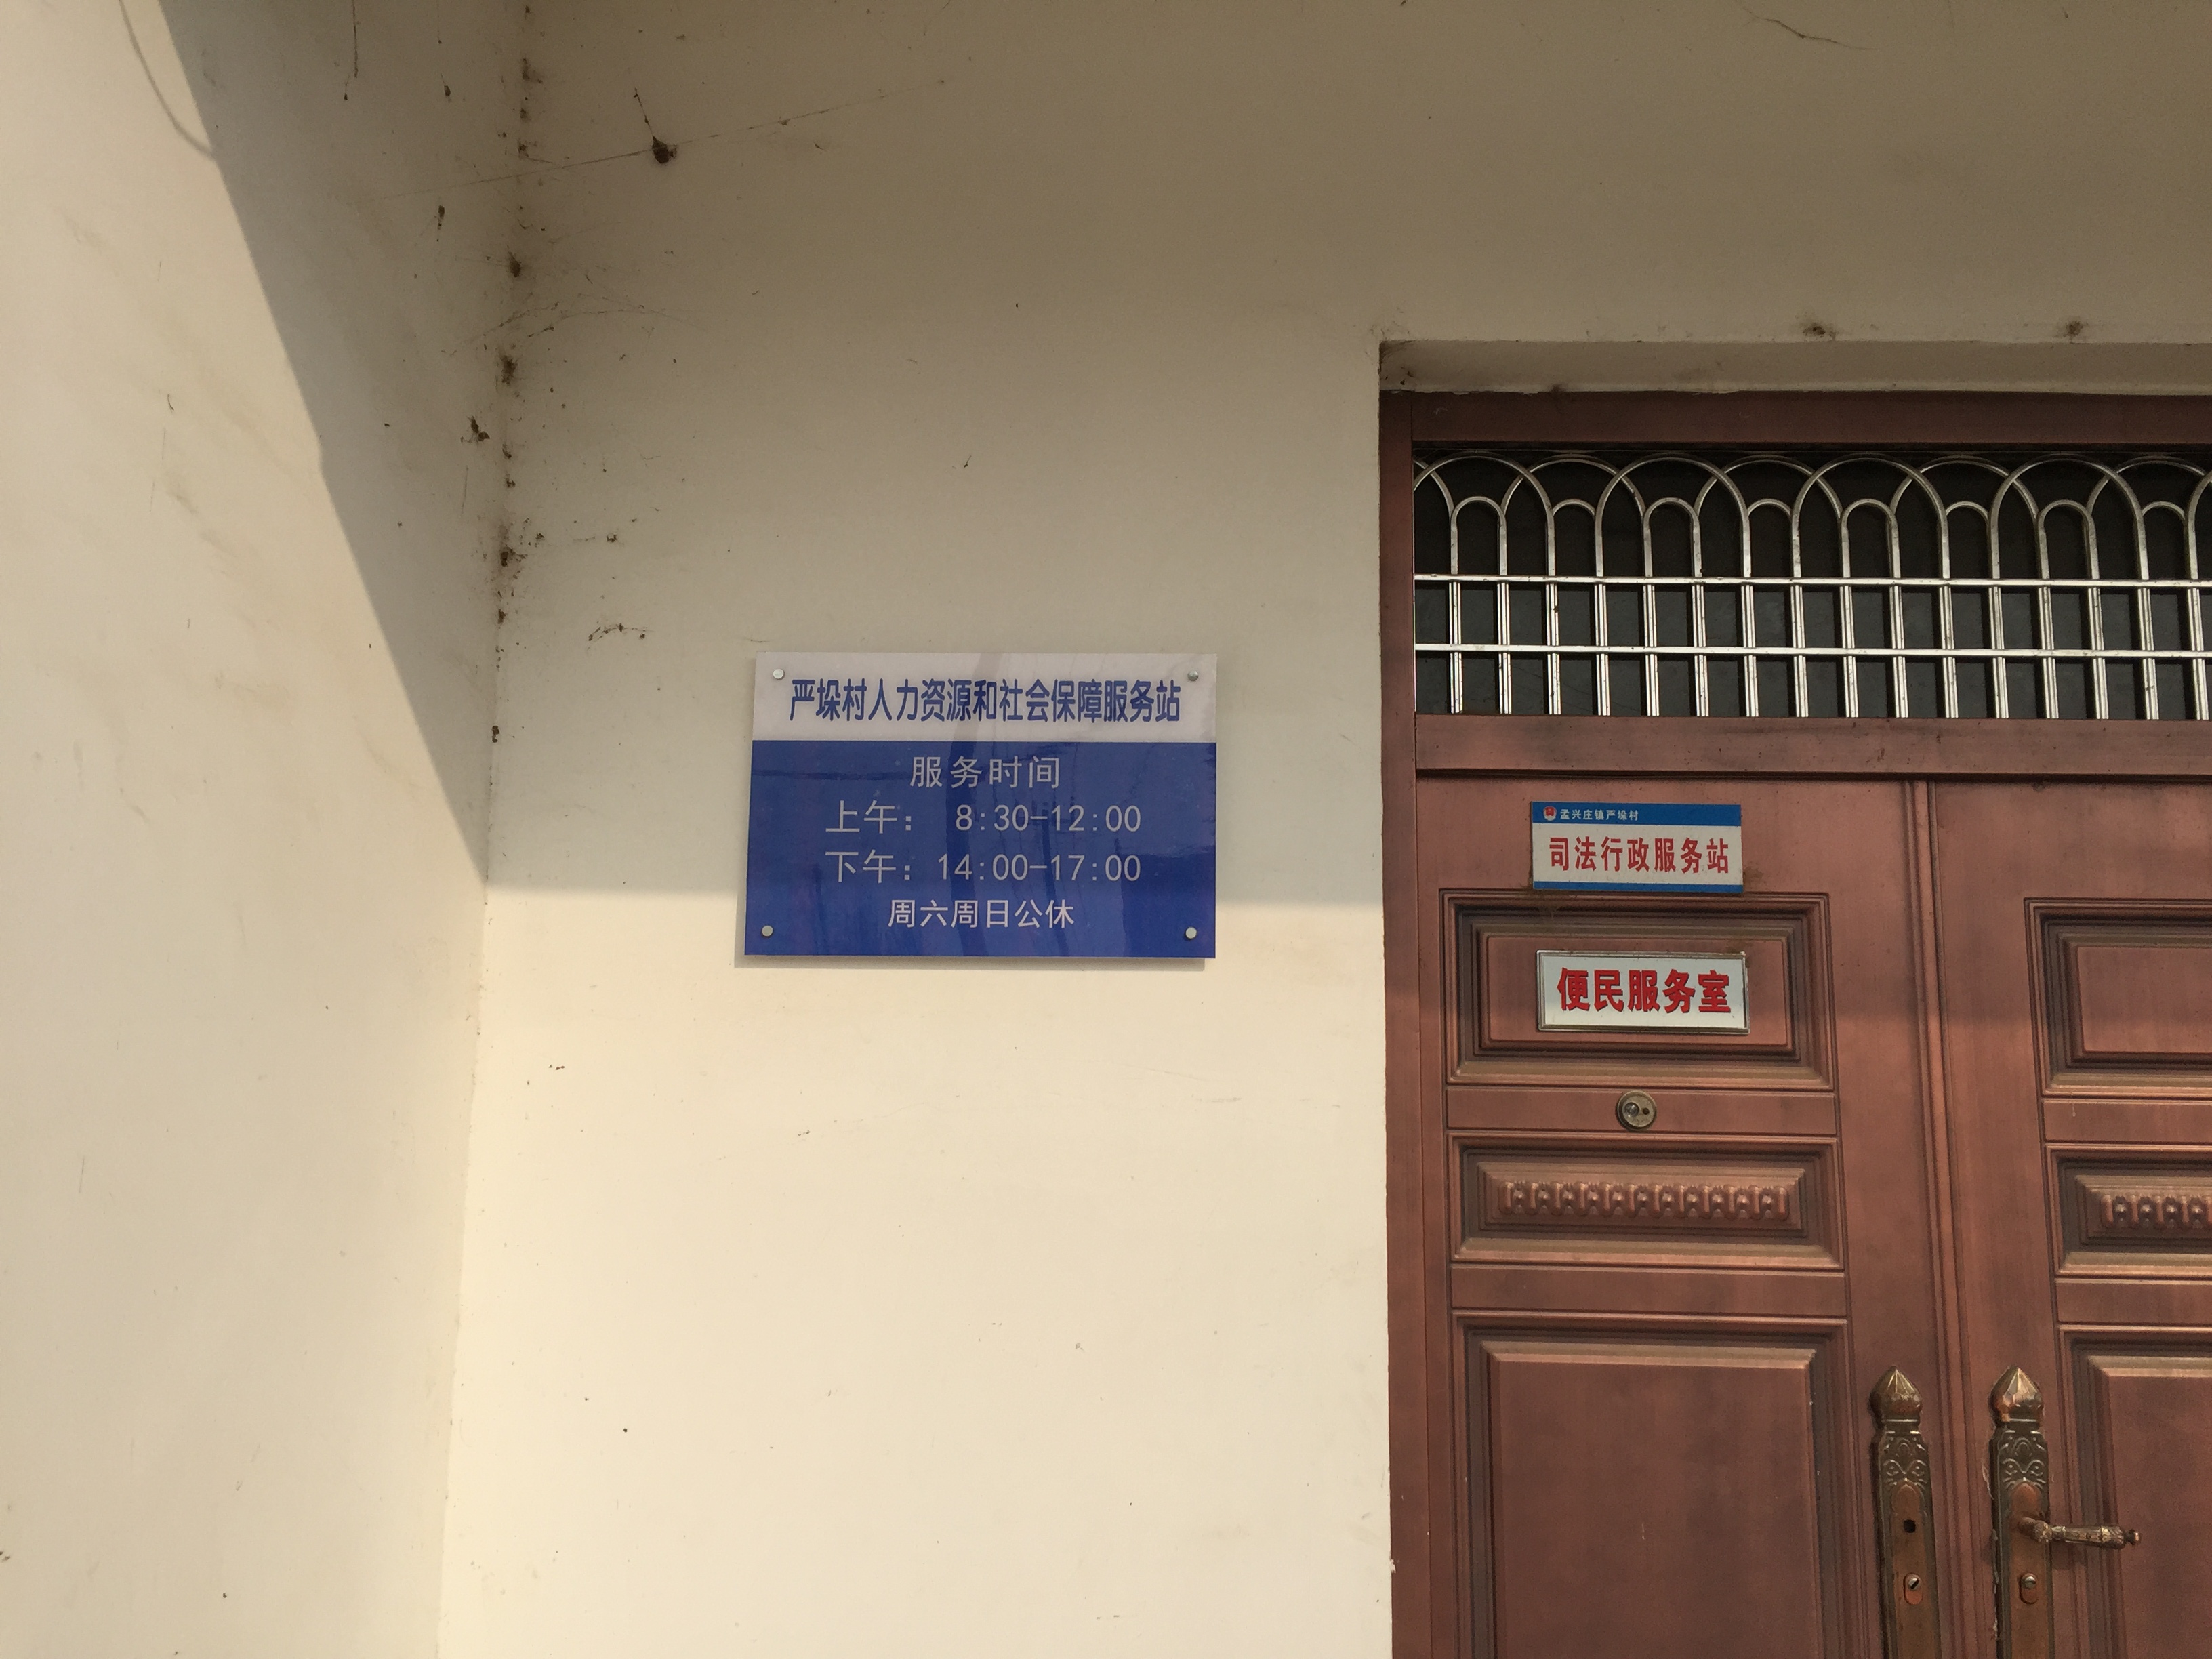 严垛村人力资源和社会保障服务站
服务时间
上午： 8:30-12:00
下午：14:00-17:00
周六周日公休
孟兴庄镇严垛村
司法行政服务站
便民服务室